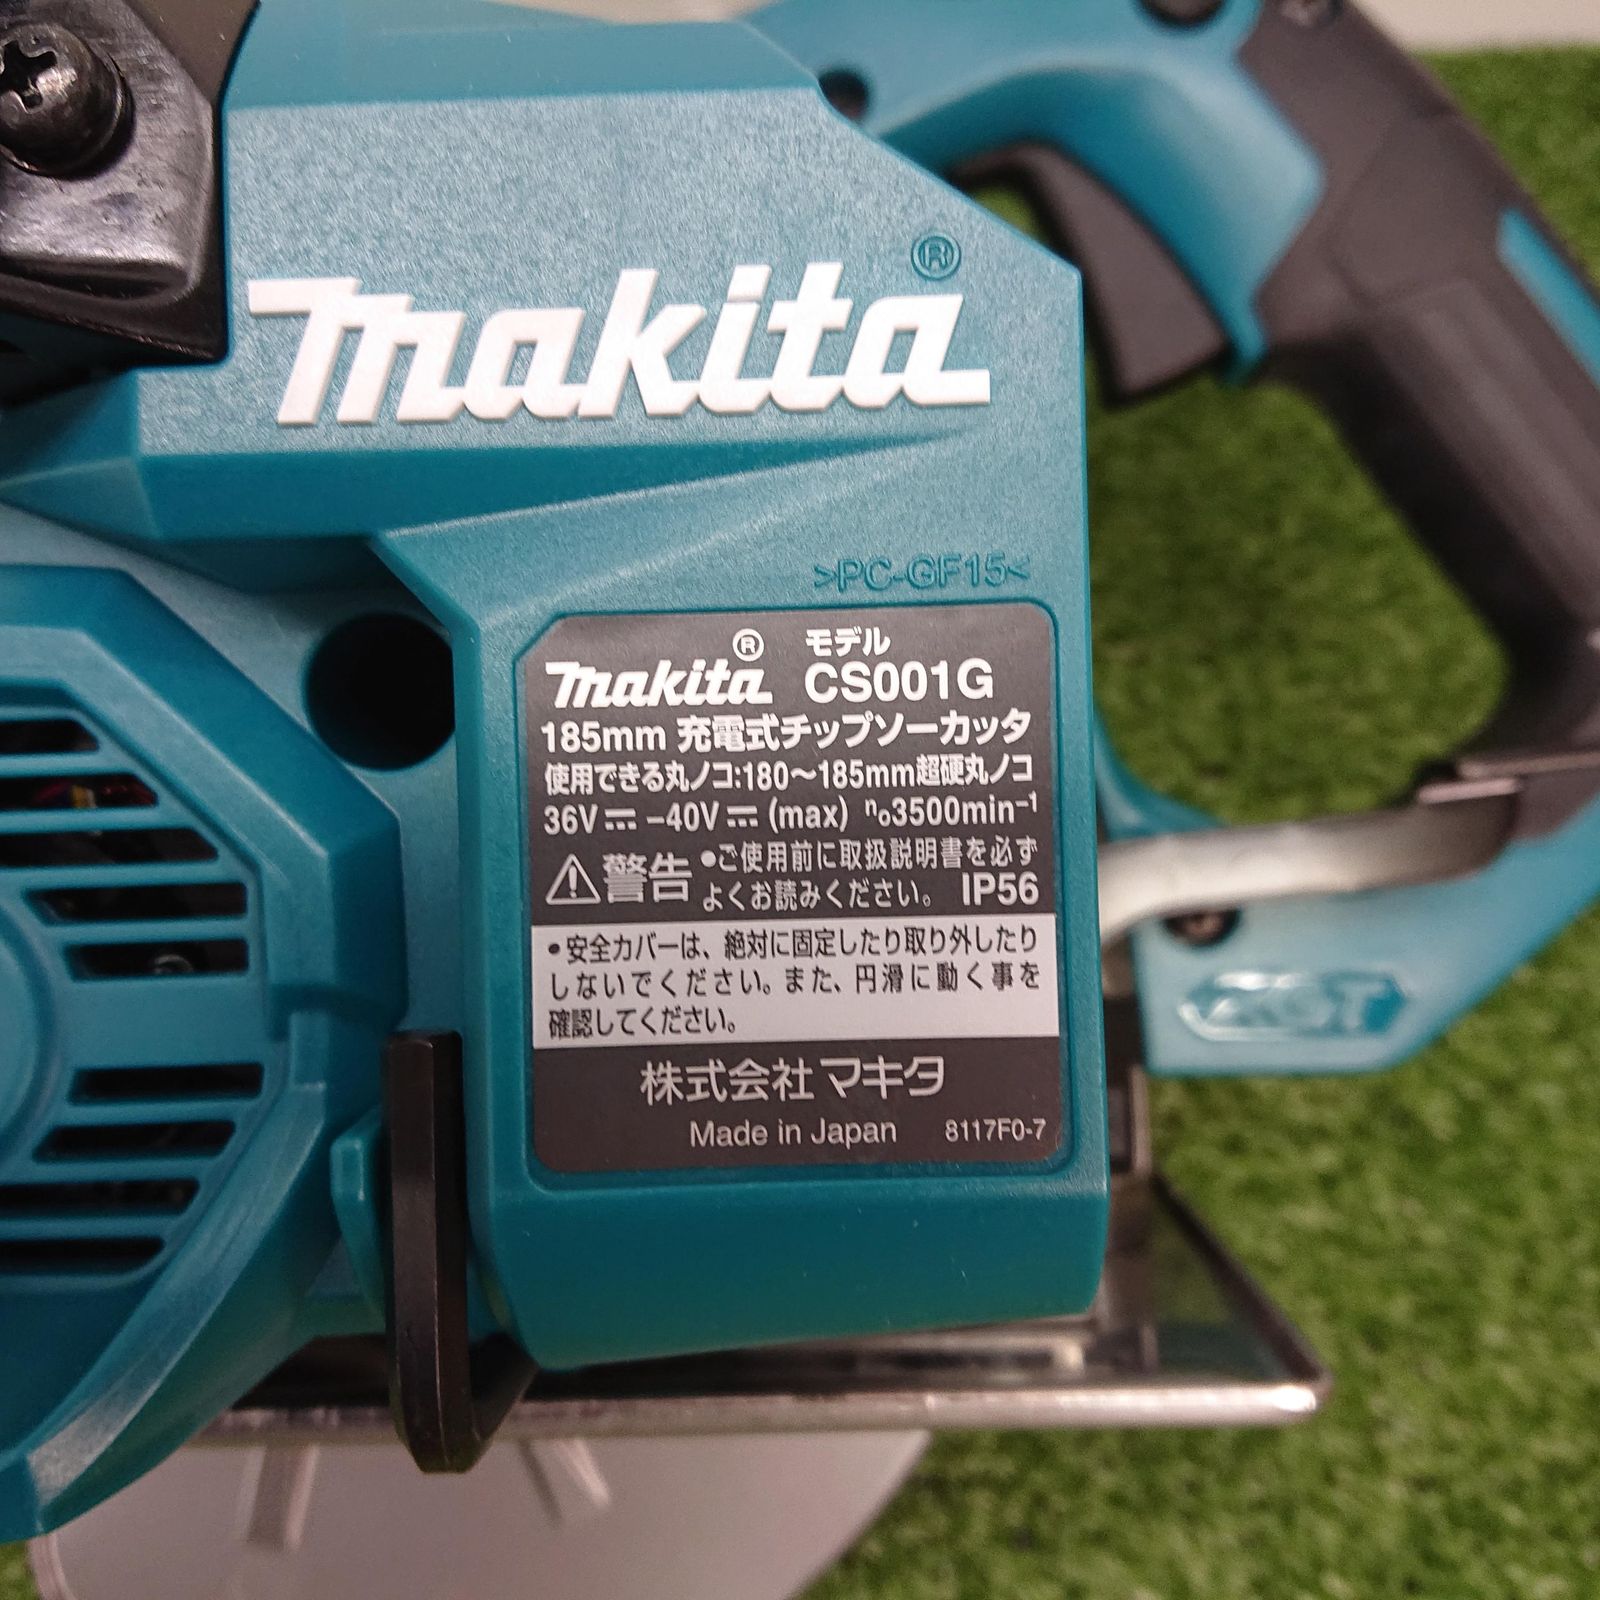 makita®
>PC-GF15<
makita® モデル CS001G
185mm 充電式チップソーカッタ
使用できる丸ノコ:180～185mm超硬丸ノコ
36V⎓ –40V⎓ (max) n₀3500min⁻¹
⚠警告 •ご使用前に取扱説明書を必ず
よくお読みください。 IP56
•安全カバーは、絶対に固定したり取り外したり
しないでください。また、円滑に動く事を
確認してください。
株式会社マキタ
Made in Japan 8117F0-7
XGT